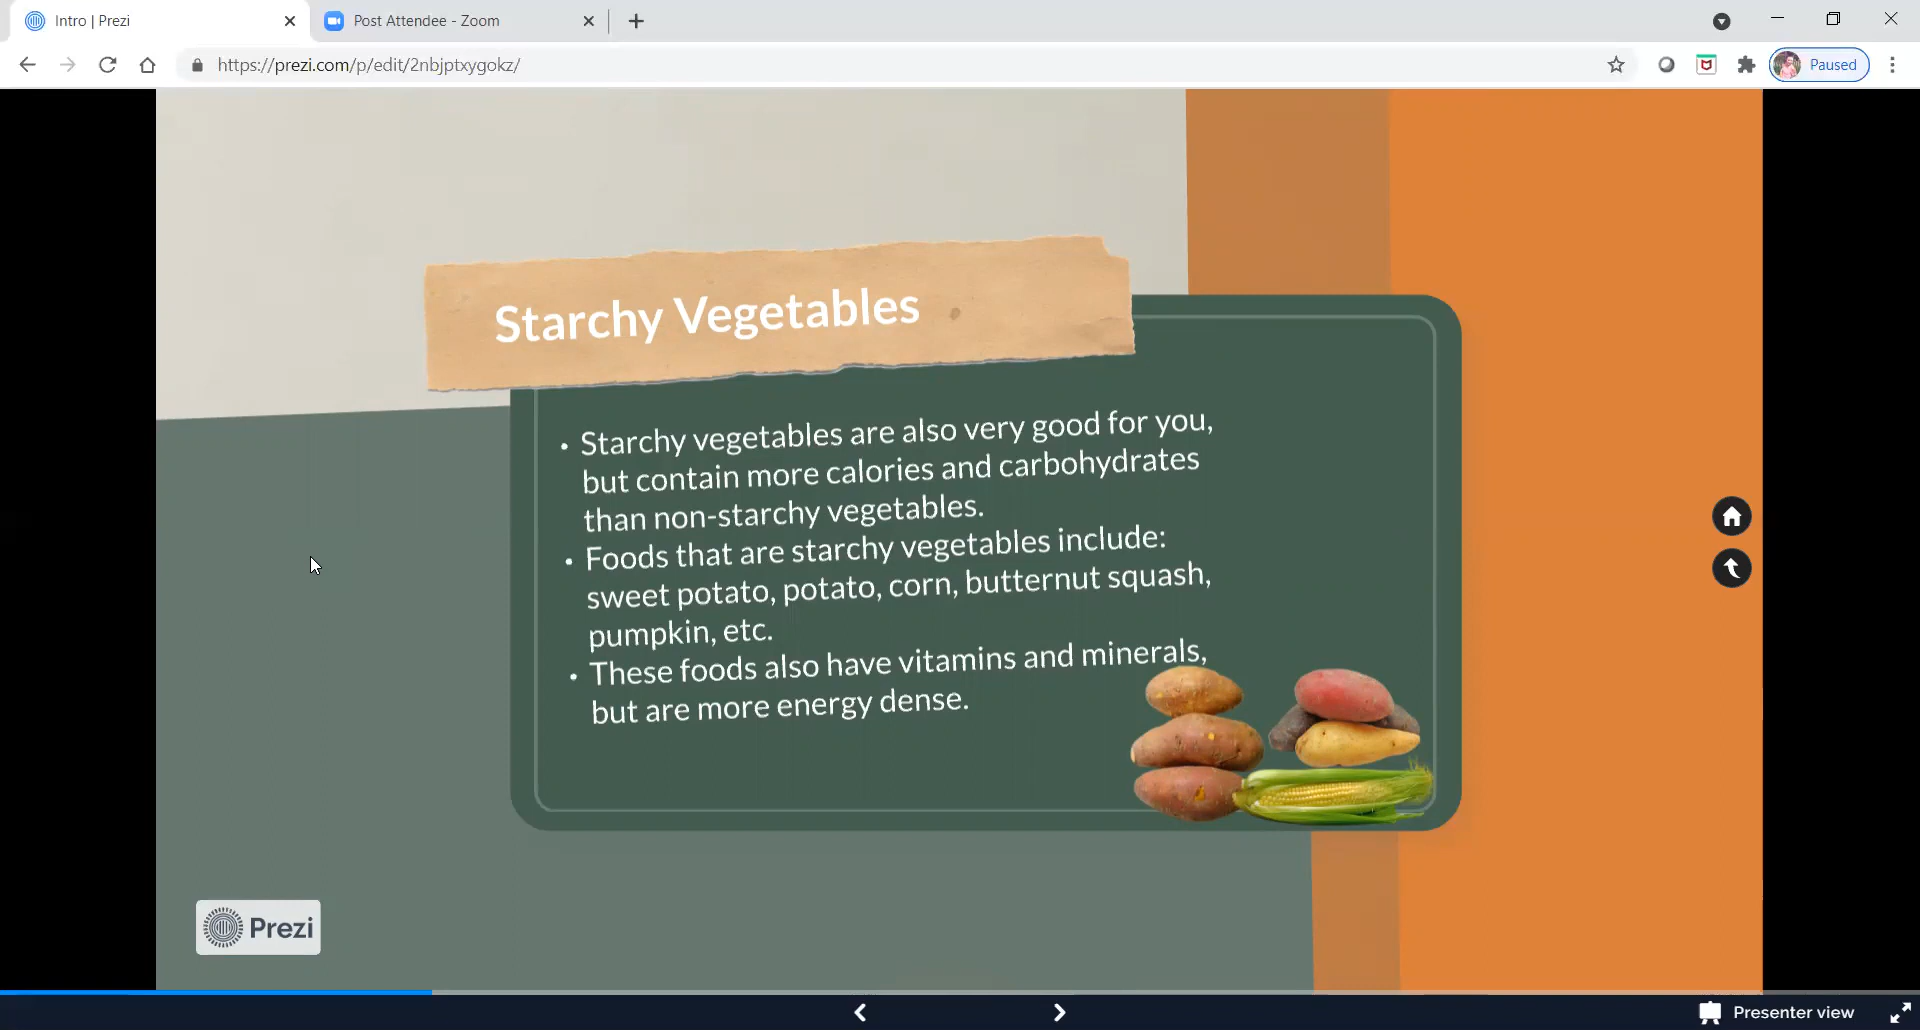 Intro | Prezi
Post Attendee - Zoom
https://prezi.com/p/edit/2nbjptxygokz/
Paused
Starchy Vegetables
• Starchy vegetables are also very good for you,
but contain more calories and carbohydrates
than non-starchy vegetables.
• Foods that are starchy vegetables include:
sweet potato, potato, corn, butternut squash,
pumpkin, etc.
• These foods also have vitamins and minerals,
but are more energy dense.
Prezi
Presenter view